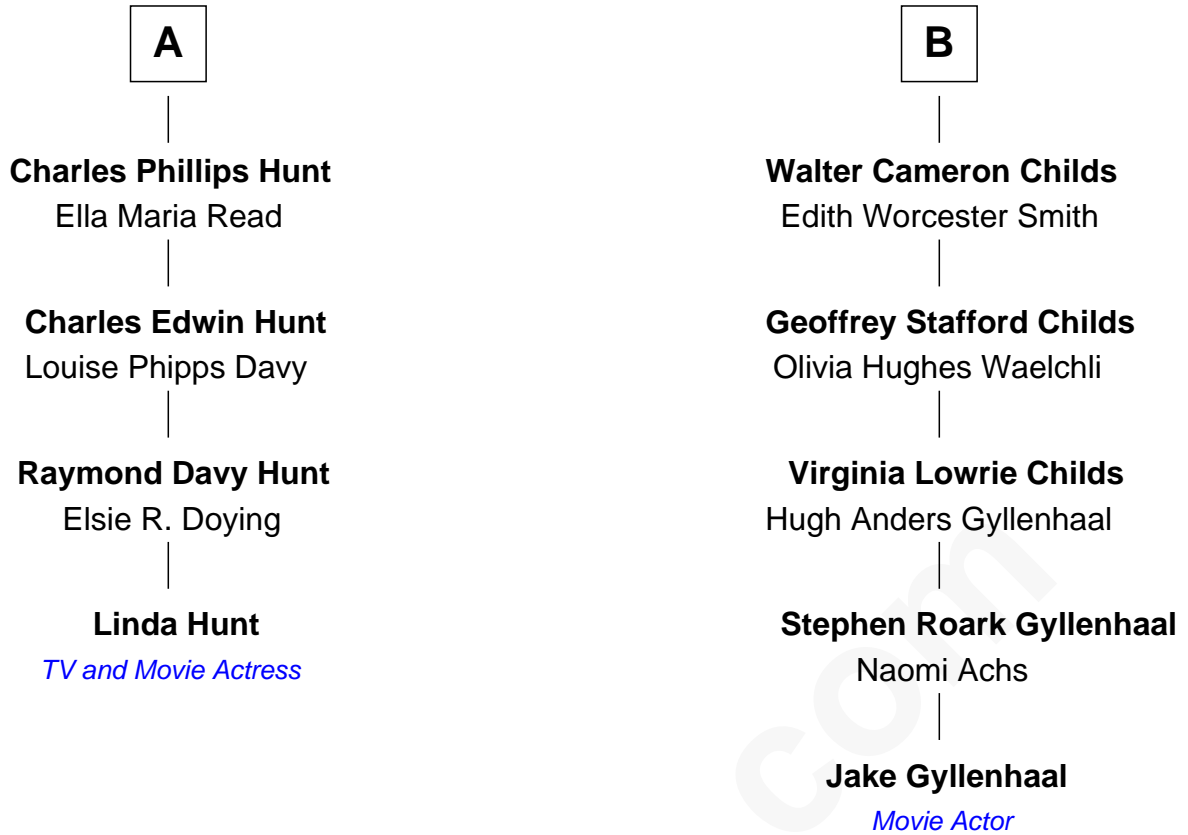 A
Charles Phillips Hunt
Ella Maria Read
Charles Edwin Hunt
Louise Phipps Davy
Raymond Davy Hunt
Elsie R. Doying
Linda Hunt
TV and Movie Actress
B
Walter Cameron Childs
Edith Worcester Smith
Geoffrey Stafford Childs
Olivia Hughes Waelchli
Virginia Lowrie Childs
Hugh Anders Gyllenhaal
Stephen Roark Gyllenhaal
Naomi Achs
Jake Gyllenhaal
Movie Actor
com